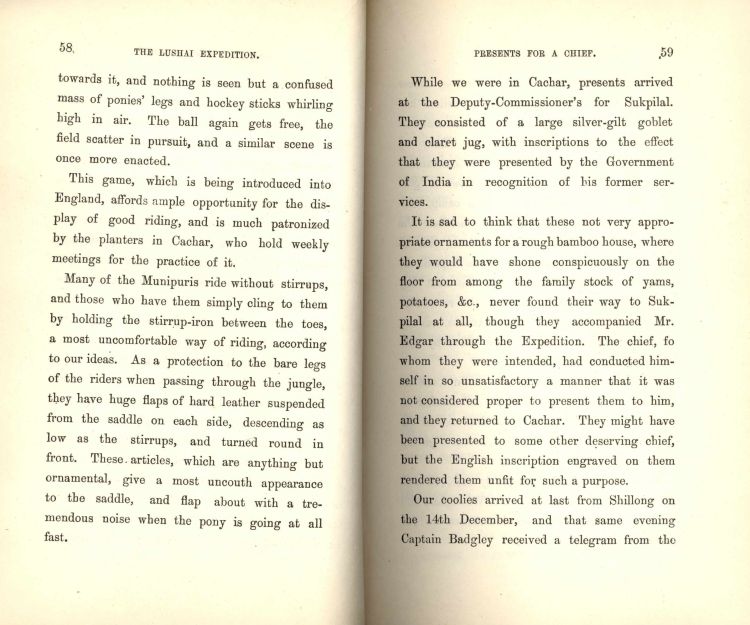 58.
THE LUSHAI EXPEDITION.
towards it, and nothing is seen but a confused
mass of ponies' legs and hockey sticks whirling
high in air. The ball again gets free, the
field scatter in pursuit, and a similar scene is
once more enacted.
This game, which is being introduced into
England, affords ample opportunity for the dis-
play of good riding, and is much patronized
by the planters in Cachar, who hold weekly
meetings for the practice of it.
Many of the Munipuris ride without stirrups,
and those who have them simply cling to them
by holding the stirrup-iron between the toes,
a most uncomfortable way of riding, according
to our ideas. As a protection to the bare legs
of the riders when passing through the jungle,
they have huge flaps of hard leather suspended
from the saddle on each side, descending as
low as the stirrups, and turned round in
front. These articles, which are anything but
ornamental, give a most uncouth appearance
to the saddle, and flap about with a tre-
mendous noise when the pony is going at all
fast.
PRESENTS FOR A CHIEF.
59
While we were in Cachar, presents arrived
at the Deputy-Commissioner's for Sukpilal.
They consisted of a large silver-gilt goblet
and claret jug, with inscriptions to the effect
that they were presented by the Government
of India in recognition of his former ser-
vices.
It is sad to think that these not very appro-
priate ornaments for a rough bamboo house, where
they would have shone conspicuously on the
floor from among the family stock of yams,
potatoes, &c., never found their way to Suk-
pilal at all, though they accompanied Mr.
Edgar through the Expedition. The chief, fo
whom they were intended, had conducted him-
self in so unsatisfactory a manner that it was
not considered proper to present them to him,
and they returned to Cachar. They might have
been presented to some other deserving chief,
but the English inscription engraved on them
rendered them unfit for such a purpose.
Our coolies arrived at last from Shillong on
the 14th December, and that same evening
Captain Badgley received a telegram from the